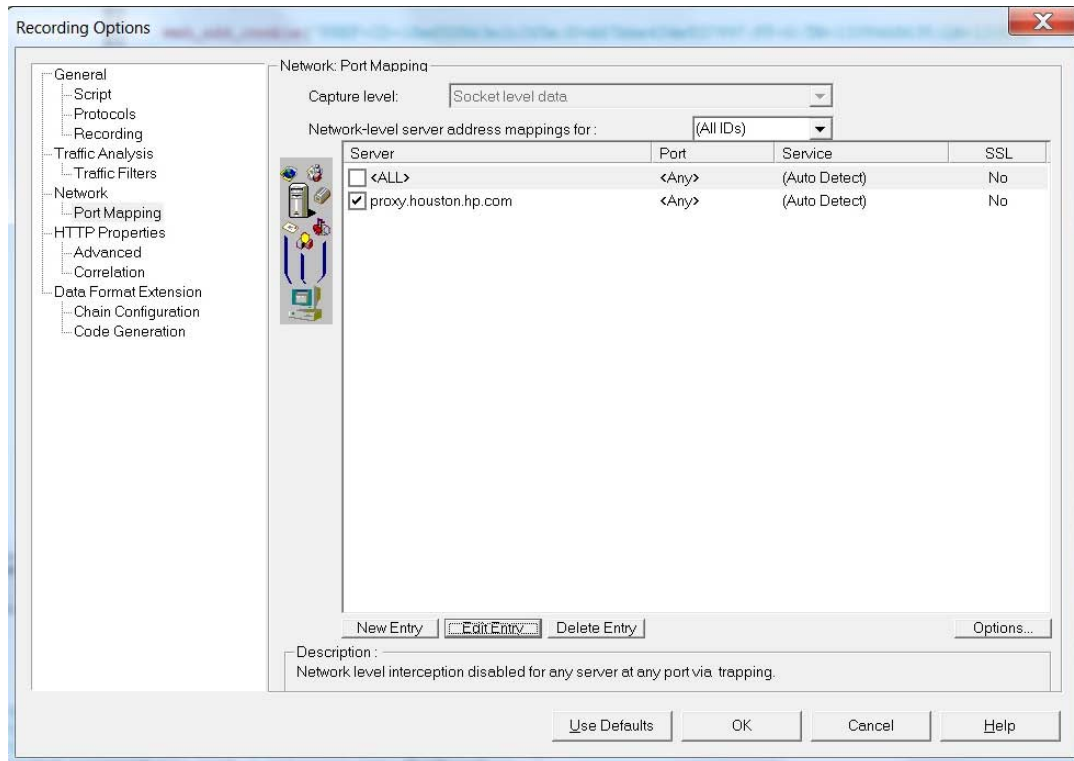 Recording Options
General
Script
Protocols
Recording
Traffic Analysis
Traffic Filters
Network
Port Mapping
HTTP Properties
Advanced
Correlation
Data Format Extension
Chain Configuration
Code Generation
Network: Port Mapping
Capture level: Socket level data
Network-level server address mappings for : (All IDs)
Server Port Service SSL
<ALL> <Any> (Auto Detect) No
proxy.houston.hp.com <Any> (Auto Detect) No
New Entry Edit Entry Delete Entry Options...
Description :
Network level interception disabled for any server at any port via trapping.
Use Defaults OK Cancel Help